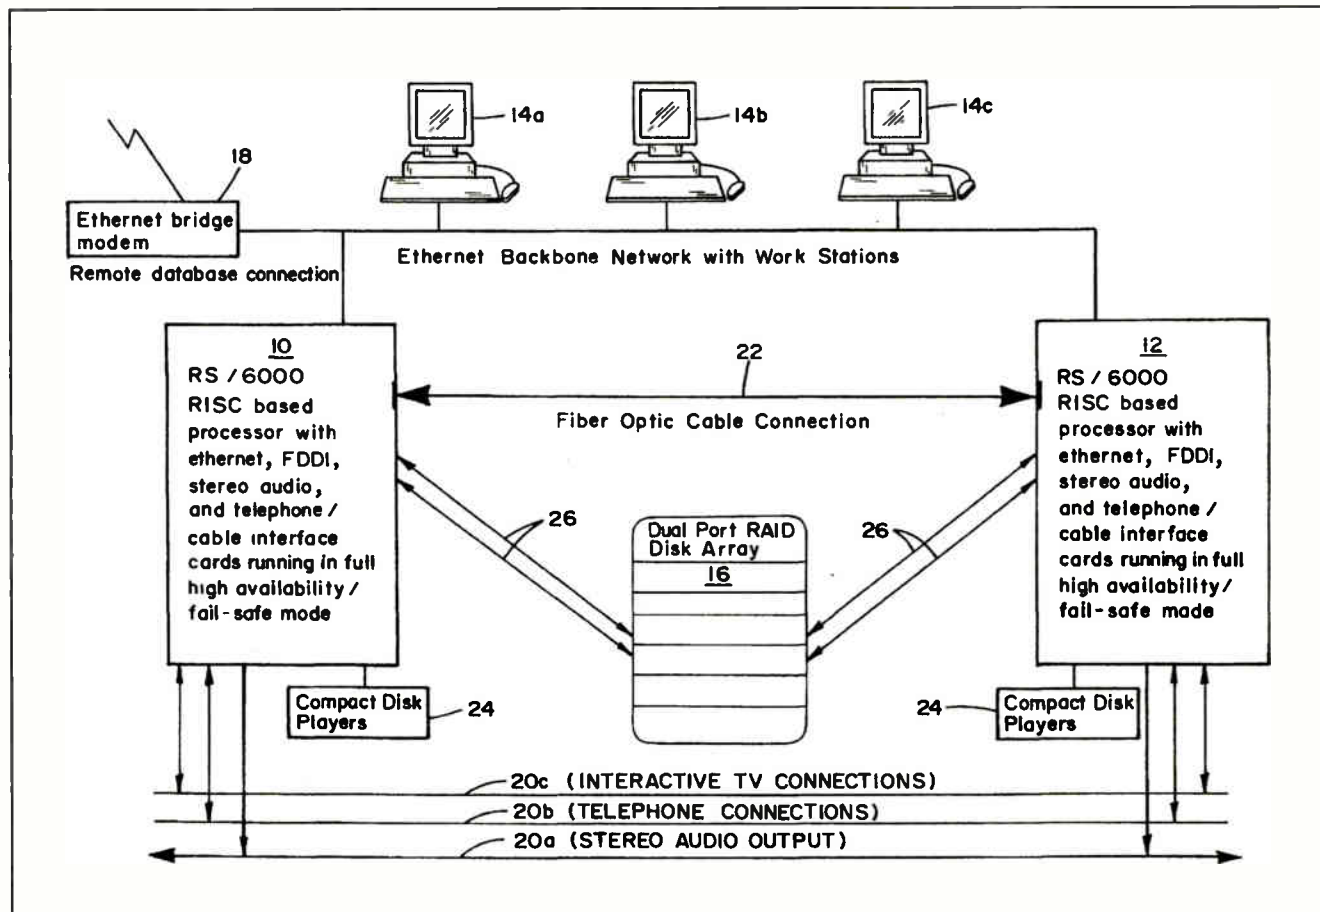 14a
14b
14c
18
Ethernet bridge
modem
Ethernet Backbone Network with Work Stations
Remote database connection
10
RS / 6000
RISC based
processor with
ethernet, FDDI,
stereo audio,
and telephone /
cable interface
cards running in full
high availability /
fail-safe mode
22
Fiber Optic Cable Connection
12
RS / 6000
RISC based
processor with
ethernet, FDDI,
stereo audio,
and telephone /
cable interface
cards running in full
high availability /
fail-safe made
26
Dual Port RAID
Disk Array
16
26
Compact Disk
Players
24
24
Compact Disk
Players
20c (INTERACTIVE TV CONNECTIONS)
20b (TELEPHONE CONNECTIONS)
20a (STEREO AUDIO OUTPUT)